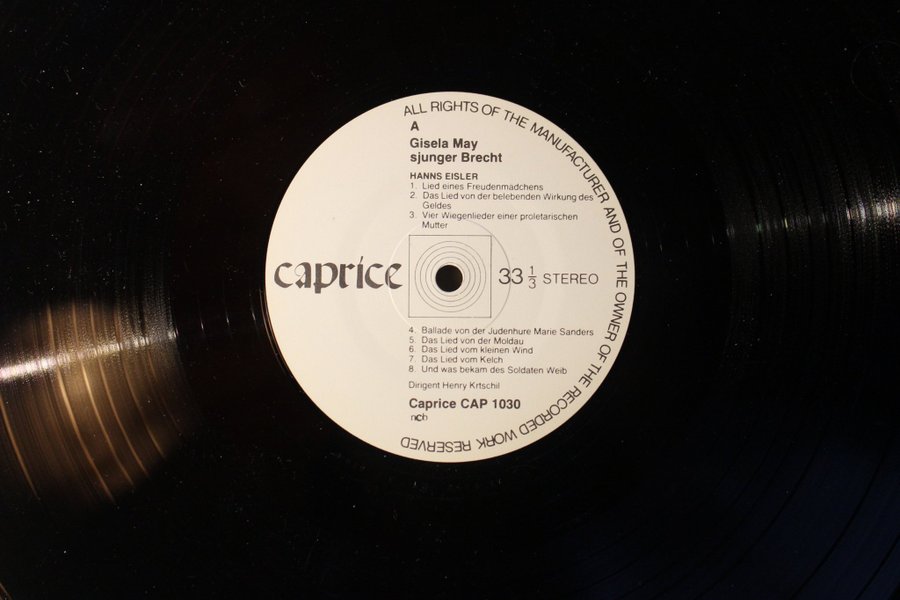 ALL RIGHTS OF THE MANUFACTURER AND OF THE OWNER OF THE RECORDED WORK RESERVED
A
Gisela May
sjunger Brecht
HANNS EISLER
1. Lied eines Freudenmädchens
2. Das Lied von der belebenden Wirkung des
Geldes
3. Vier Wiegenlieder einer proletarischen
Mutter
caprice
33 1/3 STEREO
4. Ballade von der Judenhure Marie Sanders
5. Das Lied von der Moldau
6. Das Lied vom kleinen Wind
7. Das Lied vom Kelch
8. Und was bekam des Soldaten Weib
Dirigent Henry Krtschil
Caprice CAP 1030
ncb